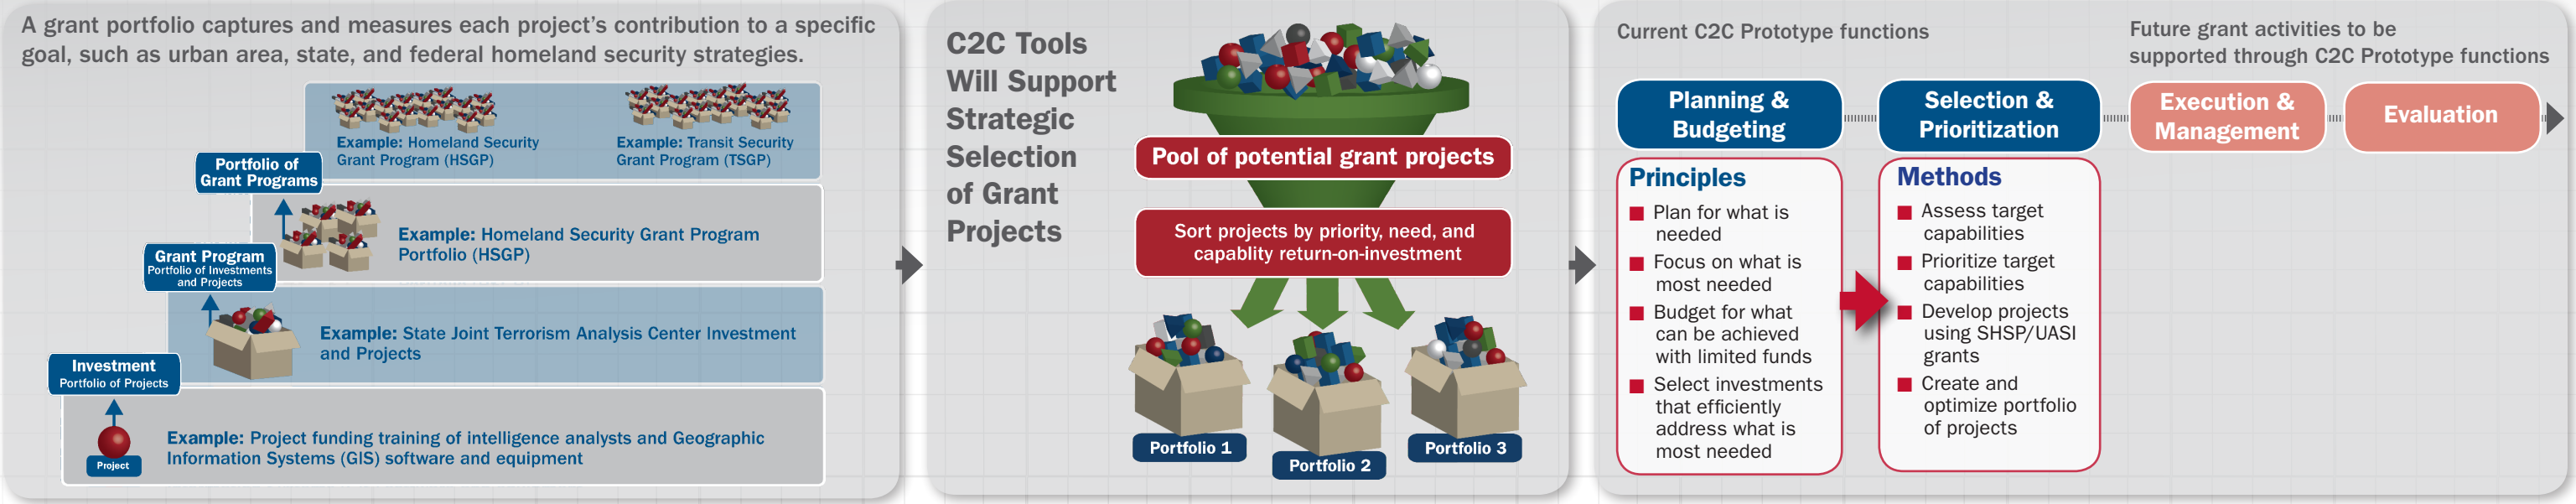 A grant portfolio captures and measures each project's contribution to a specific
goal, such as urban area, state, and federal homeland security strategies.
Example: Homeland Security
Grant Program (HSGP)
Example: Transit Security
Grant Program (TSGP)
Portfolio of
Grant Programs
Example: Homeland Security Grant Program
Portfolio (HSGP)
Grant Program
Portfolio of Investments
and Projects
Example: State Joint Terrorism Analysis Center Investment
and Projects
Investment
Portfolio of Projects
Example: Project funding training of intelligence analysts and Geographic
Information Systems (GIS) software and equipment
Project
C2C Tools
Will Support
Strategic
Selection
of Grant
Projects
Pool of potential grant projects
Sort projects by priority, need, and
capablity return-on-investment
Portfolio 1
Portfolio 2
Portfolio 3
Current C2C Prototype functions
Future grant activities to be
supported through C2C Prototype functions
Planning &
Budgeting
Selection &
Prioritization
Execution &
Management
Evaluation
Principles
Plan for what is
needed
Focus on what is
most needed
Budget for what
can be achieved
with limited funds
Select investments
that efficiently
address what is
most needed
Methods
Assess target
capabilities
Prioritize target
capabilities
Develop projects
using SHSP/UASI
grants
Create and
optimize portfolio
of projects